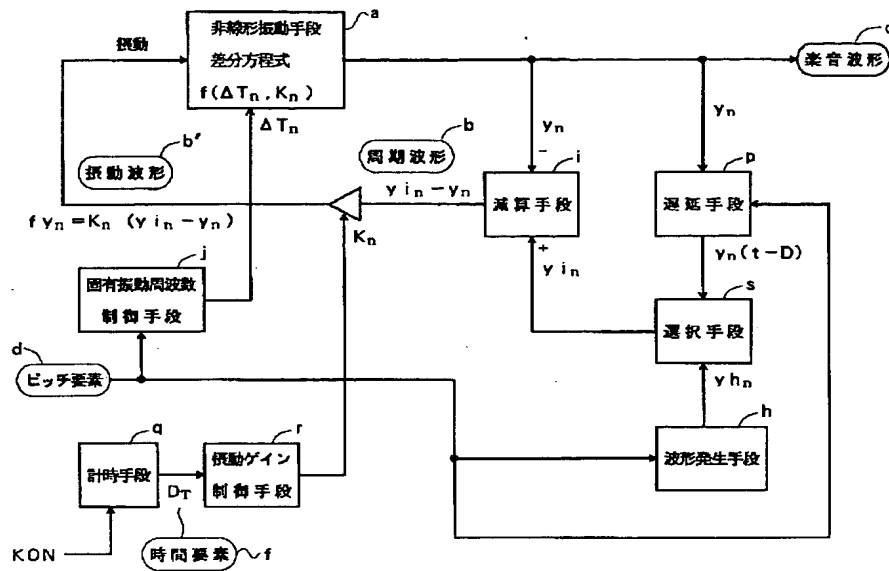 非線形振動手段
差分方程式
f(ΔTn, Kn)
a
摂動
ΔTn
c
楽音波形
b′
摂動波形
b
周期波形
yn
−
i
減算手段
+
yn
p
遅延手段
yin−yn
fyn=Kn (yin−yn)
Kn
yin
yn(t−D)
s
選択手段
j
固有振動周波数
制御手段
d
ピッチ要素
yhn
h
波形発生手段
q
計時手段
r
摂動ゲイン
制御手段
DT
KON
時間要素
f